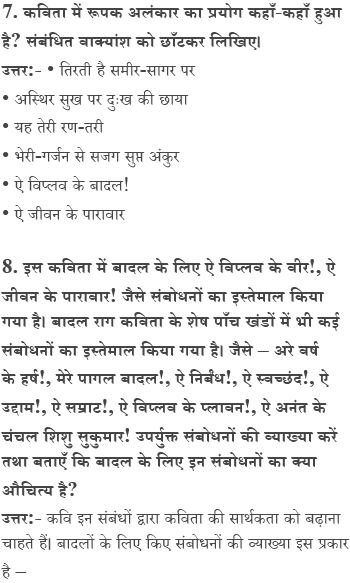 7. कविता में रूपक अलंकार का प्रयोग कहाँ-कहाँ हुआ
है? संबंधित वाक्यांश को छाँटकर लिखिए।
उत्तर:- • तिरती है समीर-सागर पर
• अस्थिर सुख पर दुःख की छाया
• यह तेरी रण-तरी
• भेरी-गर्जन से सजग सुप्त अंकुर
• ऐ विप्लव के बादल!
• ऐ जीवन के पारावार
8. इस कविता में बादल के लिए ऐ विप्लव के वीर!, ऐ
जीवन के पारावार! जैसे संबोधनों का इस्तेमाल किया
गया है। बादल राग कविता के शेष पाँच खंडों में भी कई
संबोधनों का इस्तेमाल किया गया है। जैसे – अरे वर्ष
के हर्ष!, मेरे पागल बादल!, ऐ निर्बंध!, ऐ स्वच्छंद!, ऐ
उद्दाम!, ऐ सम्राट!, ऐ विप्लव के प्लावन!, ऐ अनंत के
चंचल शिशु सुकुमार! उपर्युक्त संबोधनों की व्याख्या करें
तथा बताएँ कि बादल के लिए इन संबोधनों का क्या
औचित्य है?
उत्तर:- कवि इन संबंधों द्वारा कविता की सार्थकता को बढ़ाना
चाहते हैं। बादलों के लिए किए संबोधनों की व्याख्या इस प्रकार
है –